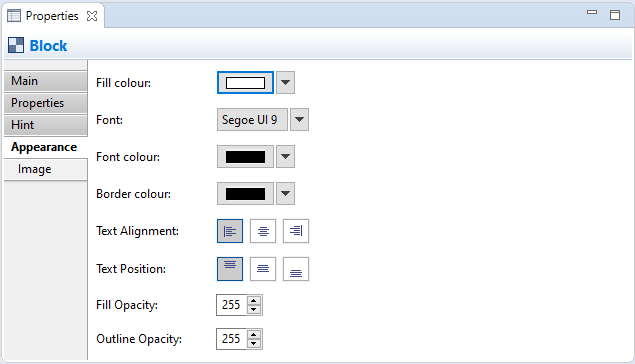 Properties
Block
Main
Properties
Hint
Appearance
Image
Fill colour:
Font: Segoe UI 9
Font colour:
Border colour:
Text Alignment:
Text Position:
Fill Opacity: 255
Outline Opacity: 255